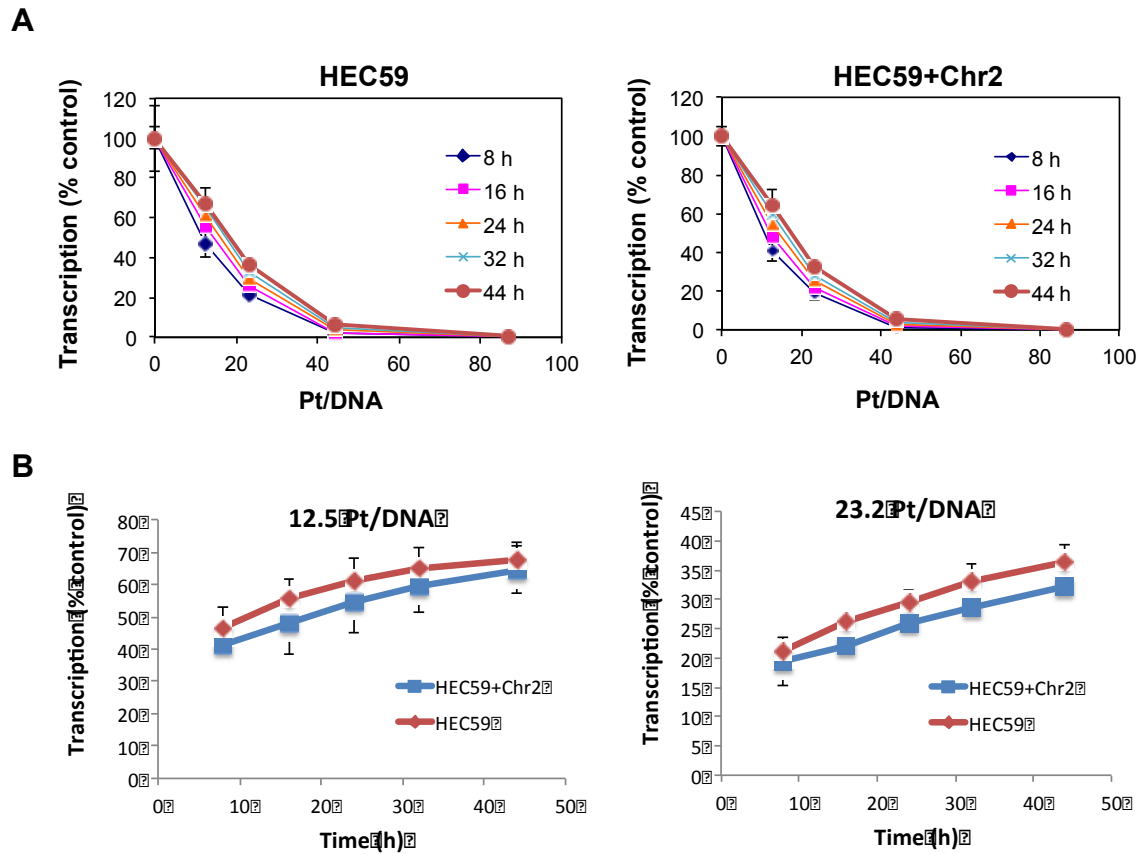 A
HEC59
Transcription (% control)
120
100
80
60
40
20
0
0 20 40 60 80 100
Pt/DNA
8 h
16 h
24 h
32 h
44 h
HEC59+Chr2
Transcription (% control)
120
100
80
60
40
20
0
0 20 40 60 80 100
Pt/DNA
8 h
16 h
24 h
32 h
44 h
B
12.5 Pt/DNA
Transcription (% control)
80
70
60
50
40
30
20
10
0
0 10 20 30 40 50
Time (h)
HEC59+Chr2
HEC59
23.2 Pt/DNA
Transcription (% control)
45
40
35
30
25
20
15
10
5
0
0 10 20 30 40 50
Time (h)
HEC59+Chr2
HEC59